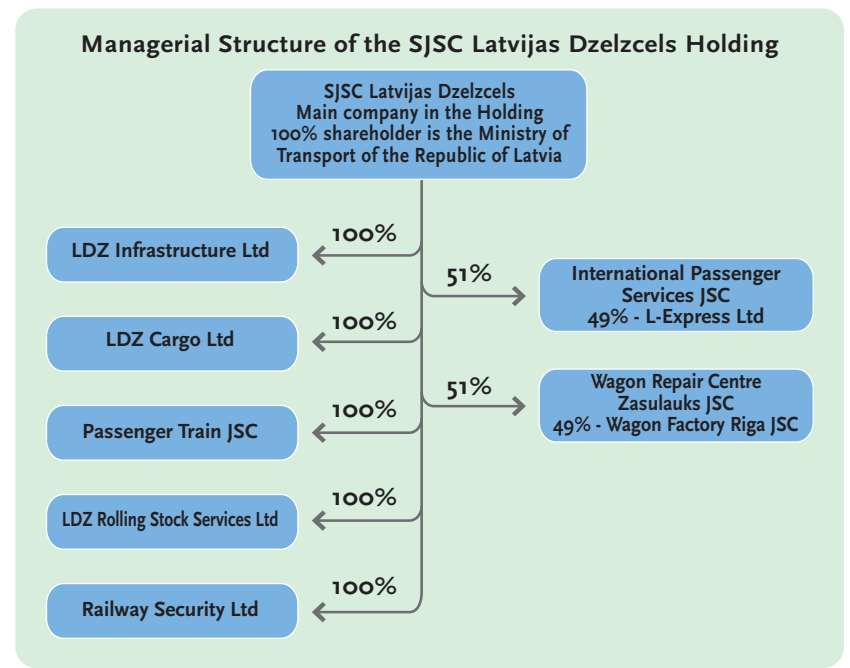 Managerial Structure of the SJSC Latvijas Dzelzcels Holding
SJSC Latvijas Dzelzcels
Main company in the Holding
100% shareholder is the Ministry of
Transport of the Republic of Latvia
100%
LDZ Infrastructure Ltd
51%
International Passenger
Services JSC
49% - L-Express Ltd
100%
LDZ Cargo Ltd
51%
Wagon Repair Centre
Zasulauks JSC
49% - Wagon Factory Riga JSC
100%
Passenger Train JSC
100%
LDZ Rolling Stock Services Ltd
100%
Railway Security Ltd